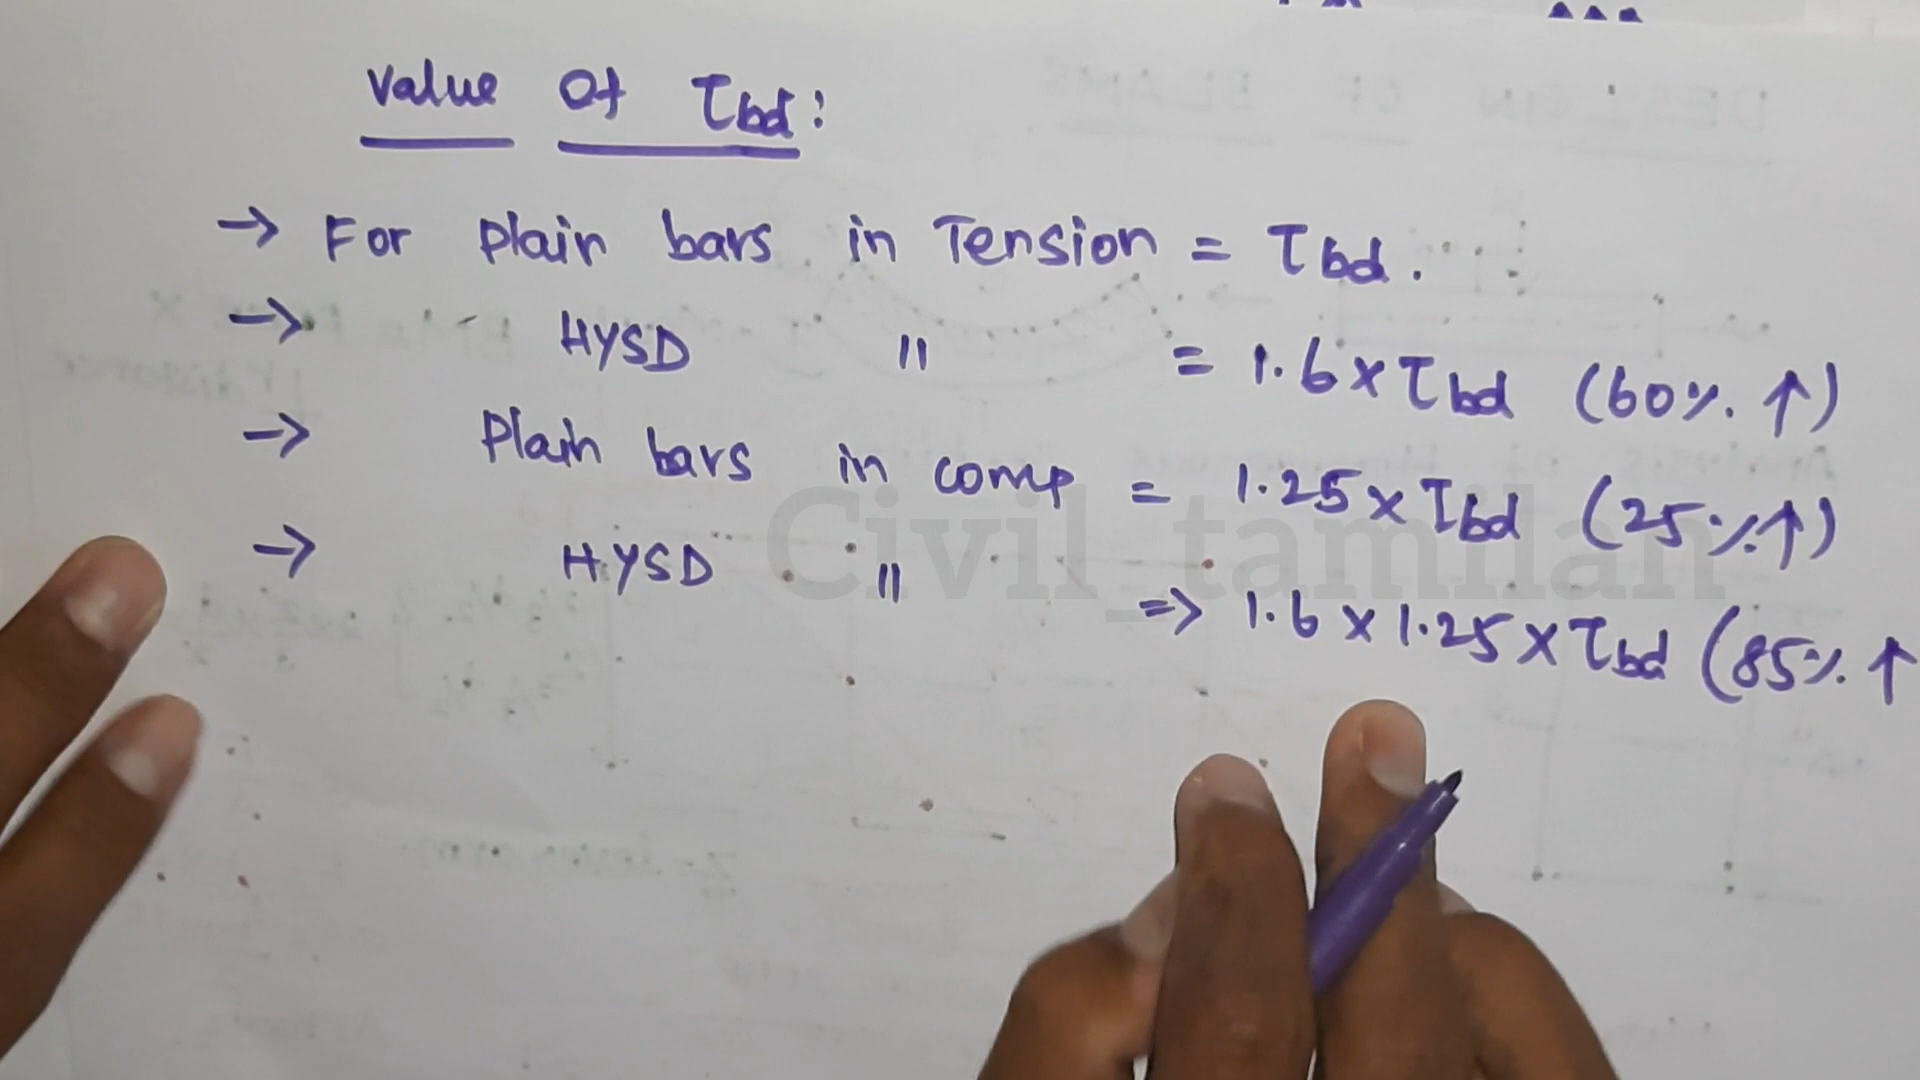 Value of τbd:
→ For Plain bars in Tension = τbd.
→ HYSD " = 1.6 × τbd (60% ↑)
→ Plain bars in comp = 1.25 × τbd (25% ↑)
→ HYSD " => 1.6 × 1.25 × τbd (85% ↑
Civil_tamilan